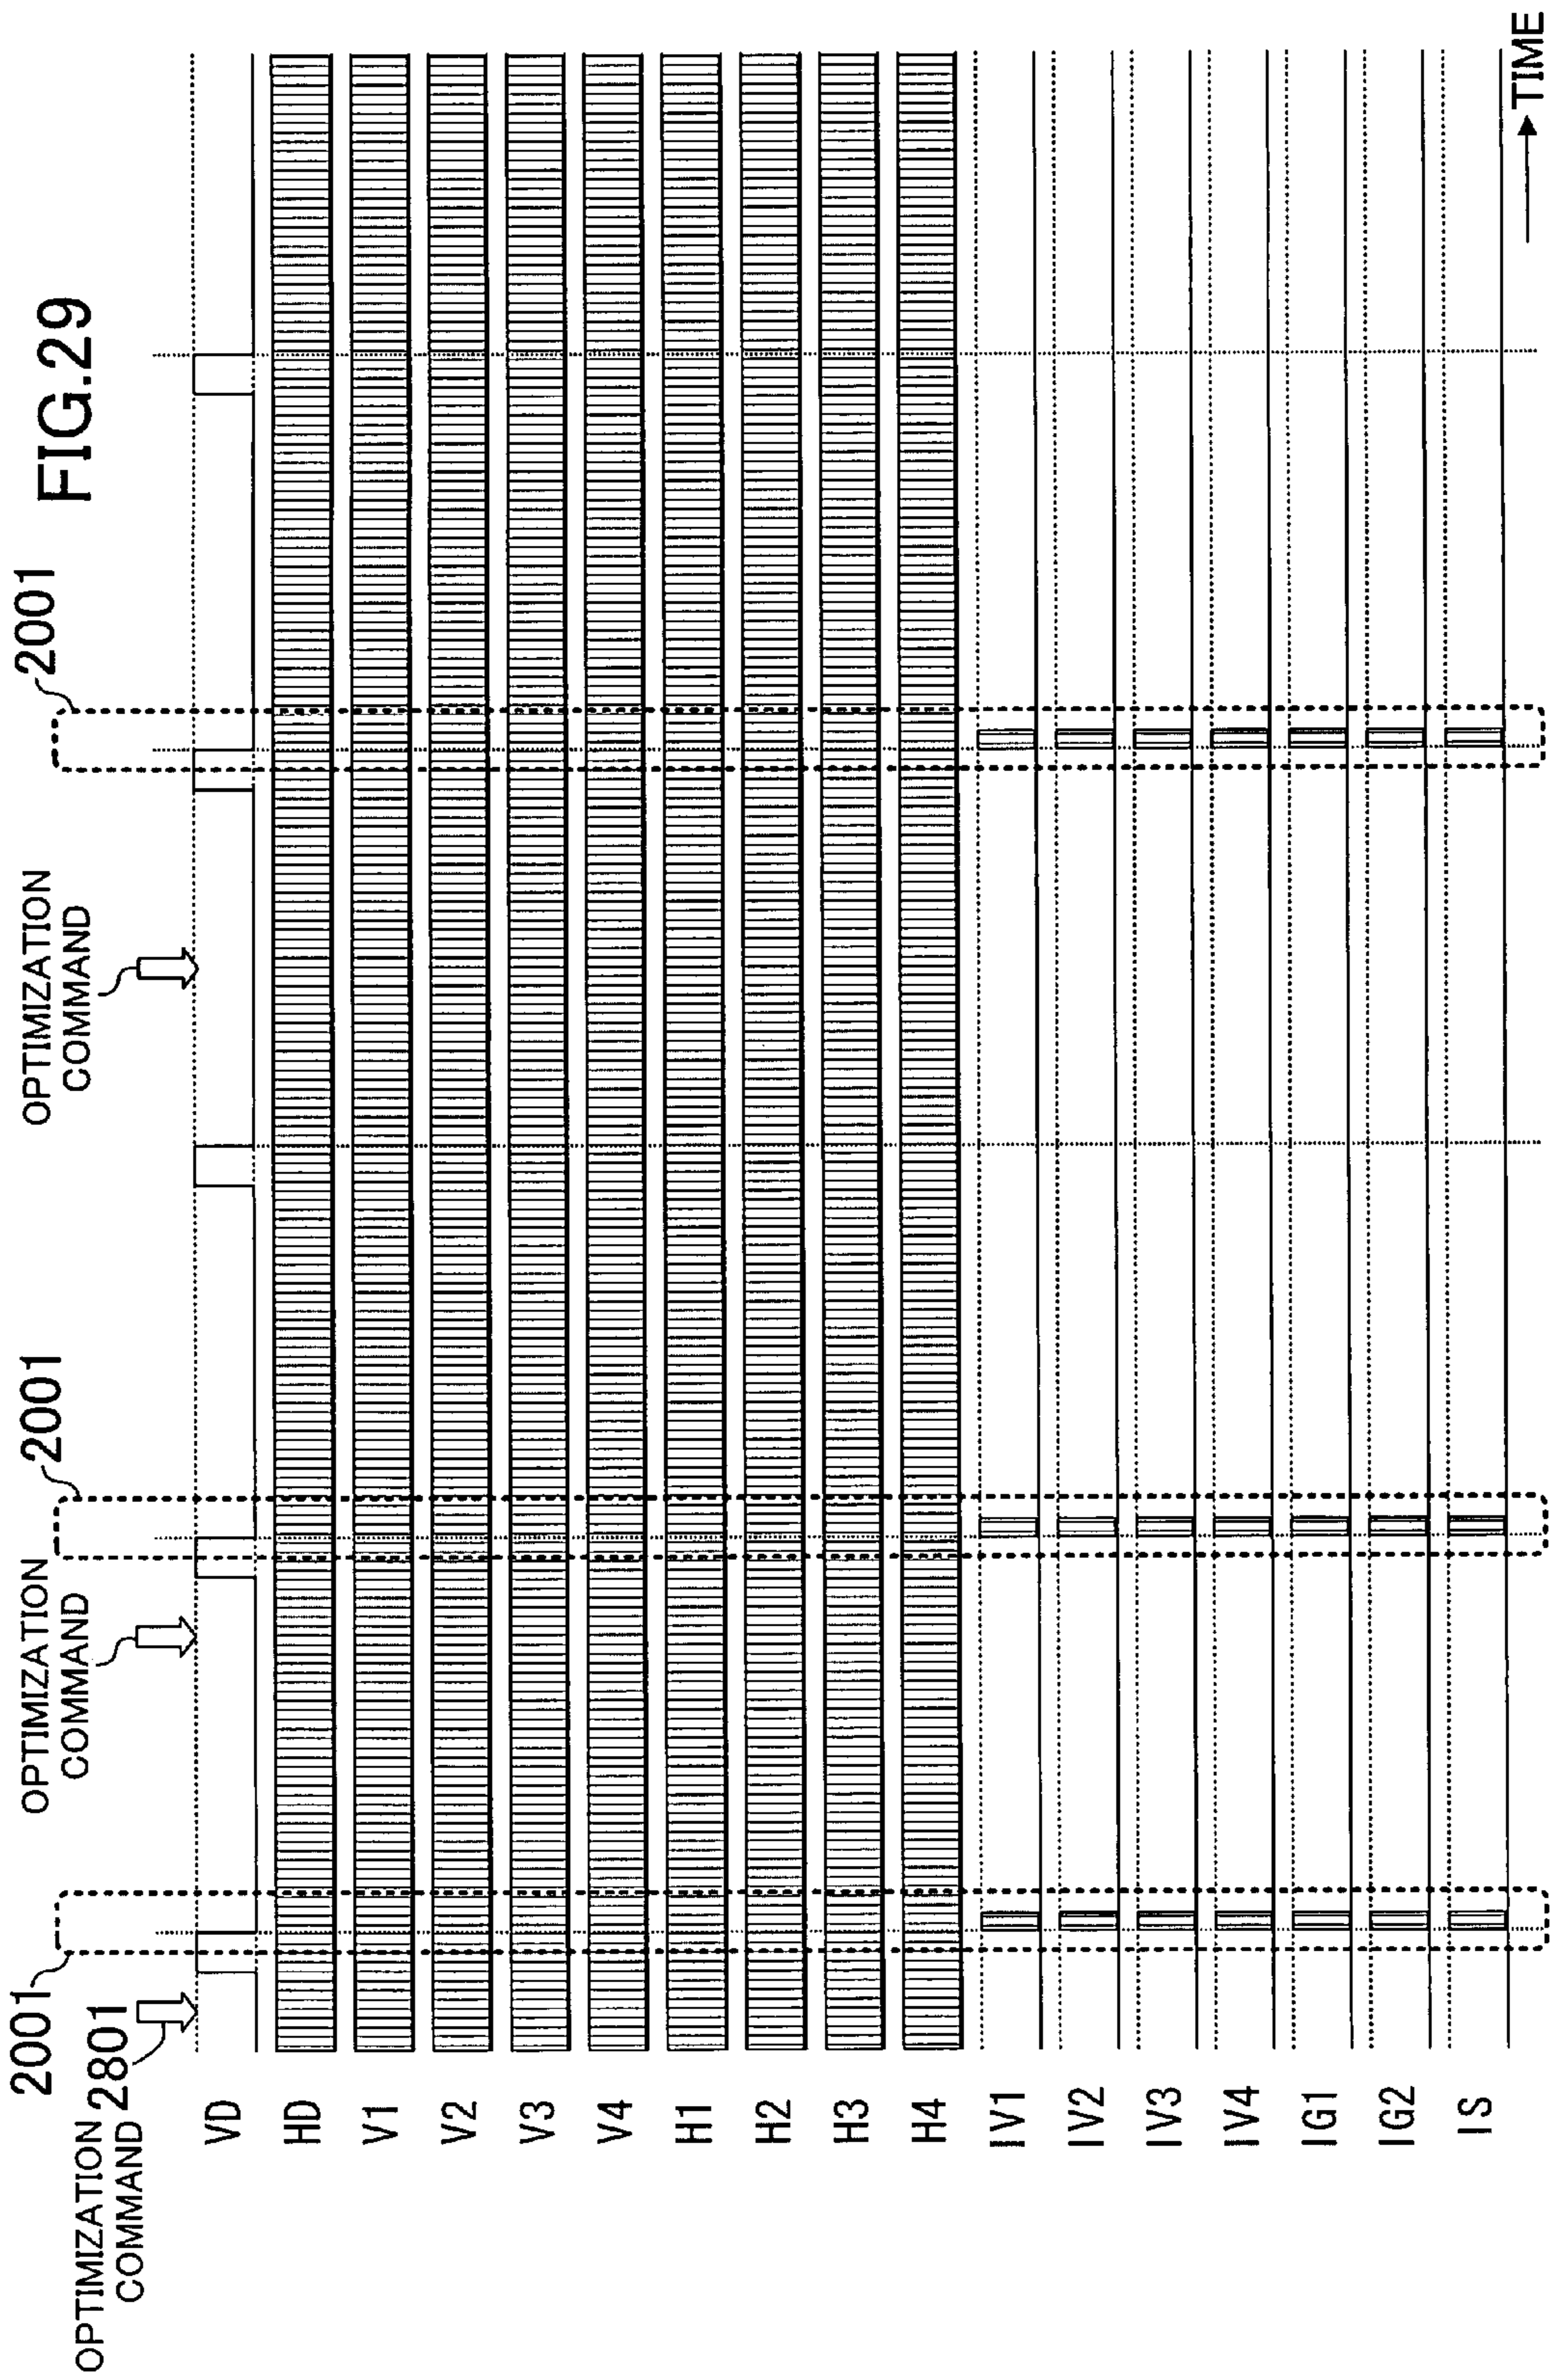 FIG.29
2001
OPTIMIZATION
COMMAND 2801
OPTIMIZATION
COMMAND
2001
OPTIMIZATION
COMMAND
2001
VD
HD
V1
V2
V3
V4
H1
H2
H3
H4
IV1
IV2
IV3
IV4
IG1
IG2
IS
TIME